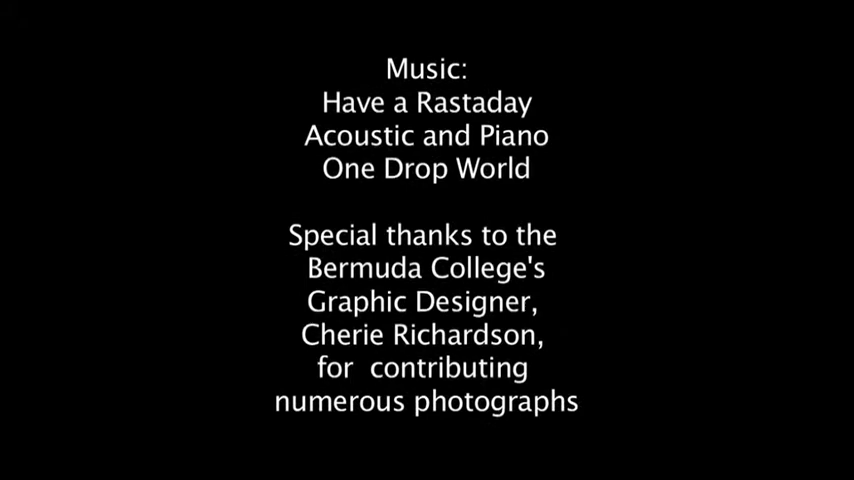 Music:
Have a Rastaday
Acoustic and Piano
One Drop World
Special thanks to the
Bermuda College's
Graphic Designer,
Cherie Richardson,
for  contributing
numerous photographs